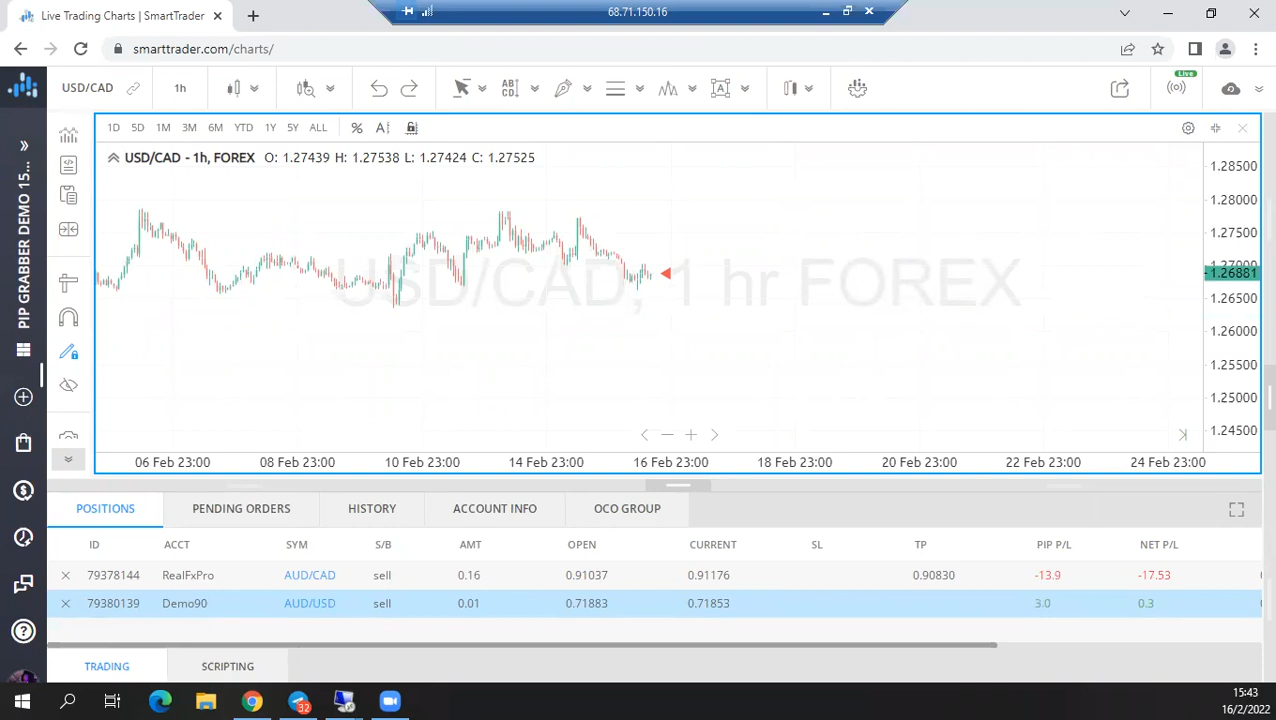 Live Trading Charts | SmartTrader
68.71.150.16
smarttrader.com/charts/
USD/CAD 1h Live
1D 5D 1M 3M 6M YTD 1Y 5Y ALL
USD/CAD - 1h, FOREX O: 1.27439 H: 1.27538 L: 1.27424 C: 1.27525
PIP GRABBER DEMO 15...
USD/CAD, 1 hr FOREX
1.28500
1.28000
1.27500
1.27000
1.26881
1.26500
1.26000
1.25500
1.25000
1.24500
06 Feb 23:00 08 Feb 23:00 10 Feb 23:00 14 Feb 23:00 16 Feb 23:00 18 Feb 23:00 20 Feb 23:00 22 Feb 23:00 24 Feb 23:00
POSITIONS PENDING ORDERS HISTORY ACCOUNT INFO OCO GROUP
ID ACCT SYM S/B AMT OPEN CURRENT SL TP PIP P/L NET P/L
79378144 RealFxPro AUD/CAD sell 0.16 0.91037 0.91176 0.90830 -13.9 -17.53
79380139 Demo90 AUD/USD sell 0.01 0.71883 0.71853 3.0 0.3
TRADING SCRIPTING
32
15:43
16/2/2022